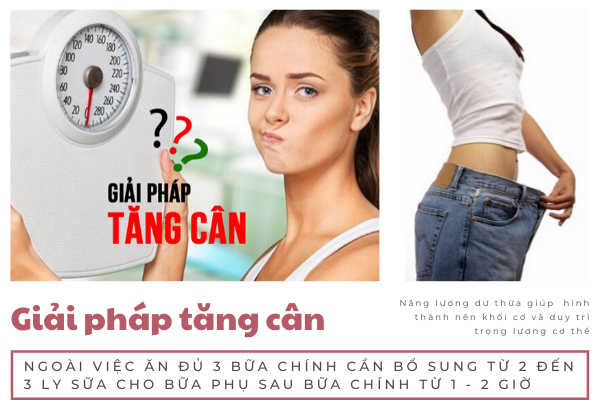 ???
GIẢI PHÁP
TĂNG CÂN
Giải pháp tăng cân
Năng lượng dư thừa giúp hình
thành nên khối cơ và duy trì
trọng lượng cơ thể
NGOÀI VIỆC ĂN ĐỦ 3 BỮA CHÍNH CẦN BỔ SUNG TỪ 2 ĐẾN
3 LY SỮA CHO BỮA PHỤ SAU BỮA CHÍNH TỪ 1 - 2 GIỜ